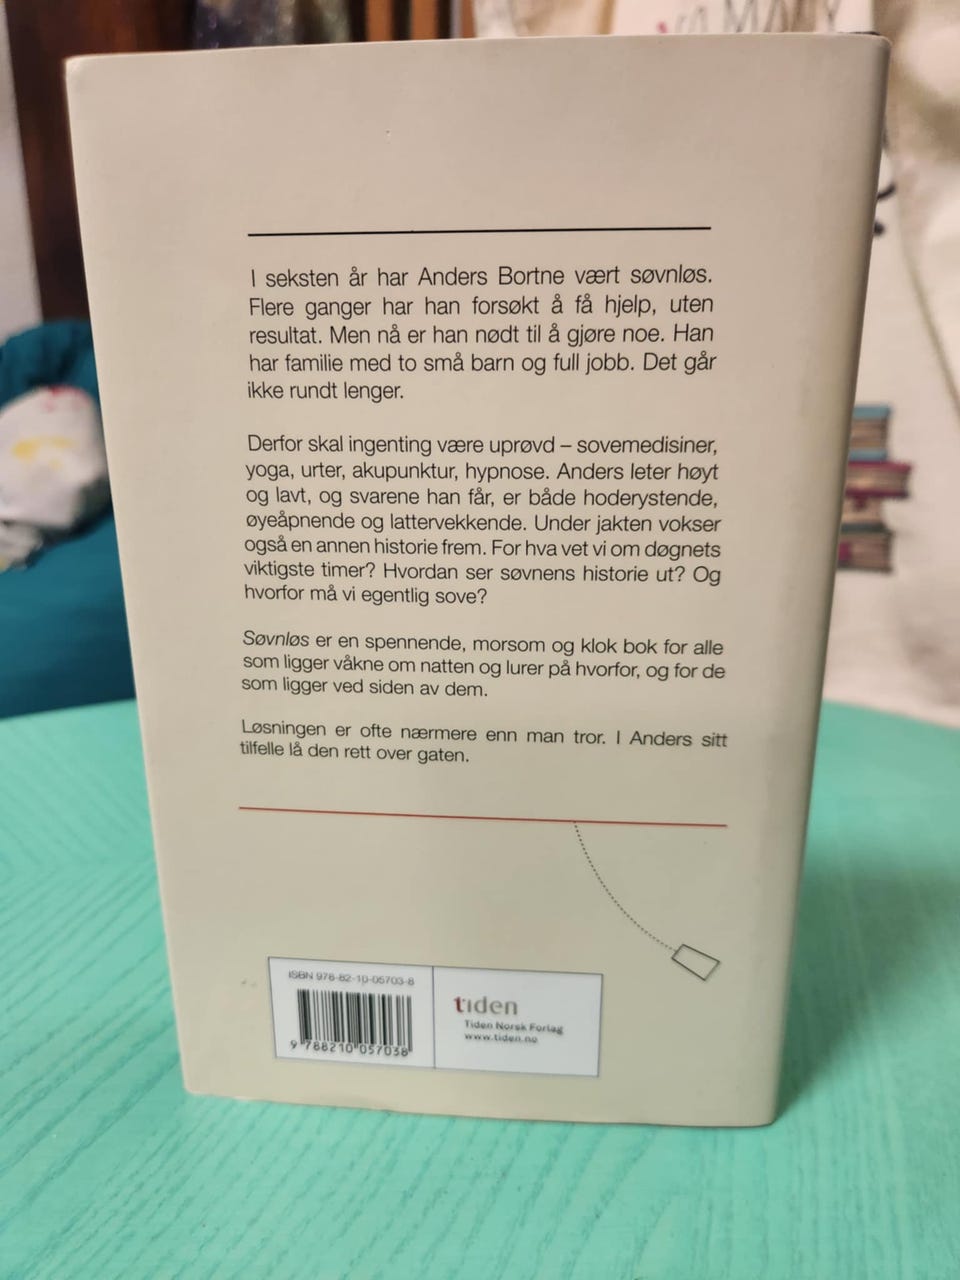 I seksten år har Anders Bortne vært søvnløs.
Flere ganger har han forsøkt å få hjelp, uten
resultat. Men nå er han nødt til å gjøre noe. Han
har familie med to små barn og full jobb. Det går
ikke rundt lenger.
Derfor skal ingenting være uprøvd – sovemedisiner,
yoga, urter, akupunktur, hypnose. Anders leter høyt
og lavt, og svarene han får, er både hoderystende,
øyeåpnende og lattervekkende. Under jakten vokser
også en annen historie frem. For hva vet vi om døgnets
viktigste timer? Hvordan ser søvnens historie ut? Og
hvorfor må vi egentlig sove?
Søvnløs er en spennende, morsom og klok bok for alle
som ligger våkne om natten og lurer på hvorfor, og for de
som ligger ved siden av dem.
Løsningen er ofte nærmere enn man tror. I Anders sitt
tilfelle lå den rett over gaten.
ISBN 978-82-10-05703-8
9 788210 057038
tiden
Tiden Norsk Forlag
www.tiden.no